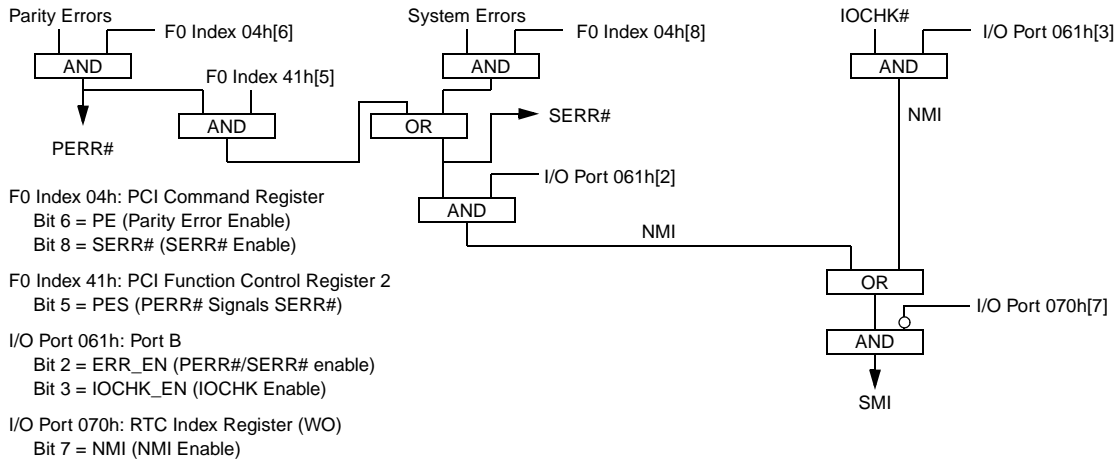 Parity Errors
F0 Index 04h[6]
AND
F0 Index 41h[5]
AND
PERR#
System Errors
F0 Index 04h[8]
AND
OR
SERR#
I/O Port 061h[2]
AND
NMI
IOCHK#
I/O Port 061h[3]
AND
NMI
OR
I/O Port 070h[7]
AND
SMI
F0 Index 04h: PCI Command Register
Bit 6 = PE (Parity Error Enable)
Bit 8 = SERR# (SERR# Enable)
F0 Index 41h: PCI Function Control Register 2
Bit 5 = PES (PERR# Signals SERR#)
I/O Port 061h: Port B
Bit 2 = ERR_EN (PERR#/SERR# enable)
Bit 3 = IOCHK_EN (IOCHK Enable)
I/O Port 070h: RTC Index Register (WO)
Bit 7 = NMI (NMI Enable)